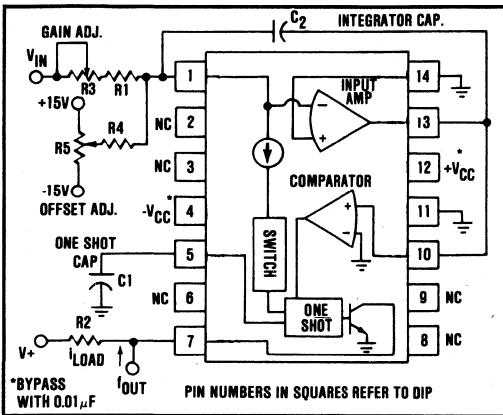 GAIN ADJ.
C2
INTEGRATOR CAP.
VIN
R3
R1
1
14
+15V
INPUT
AMP
−
+
R5
R4
NC
2
13
NC
3
12
+VCC*
-15V
OFFSET ADJ.
COMPARATOR
-VCC*
4
11
+
−
ONE SHOT
CAP
C1
5
SWITCH
10
NC
6
ONE
SHOT
9
NC
R2
V+
iLOAD
7
8
NC
fOUT
*BYPASS
WITH 0.01µF
PIN NUMBERS IN SQUARES REFER TO DIP